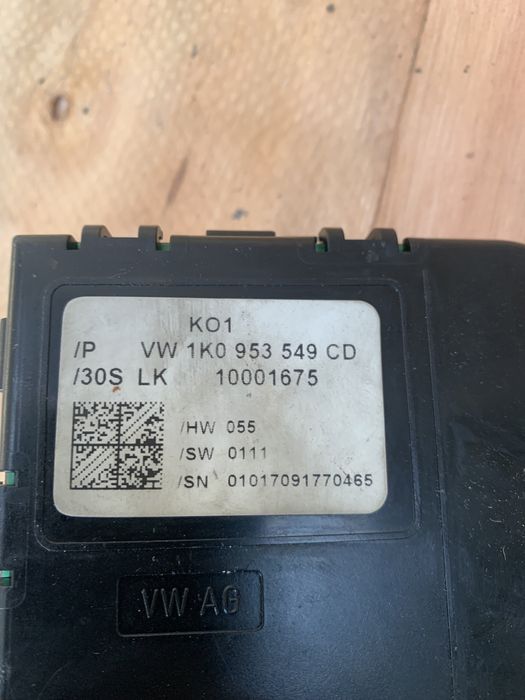 KO1
/P VW 1K0 953 549 CD
/30S LK 10001675
/HW 055
/SW 0111
/SN 01017091770465
VW AG